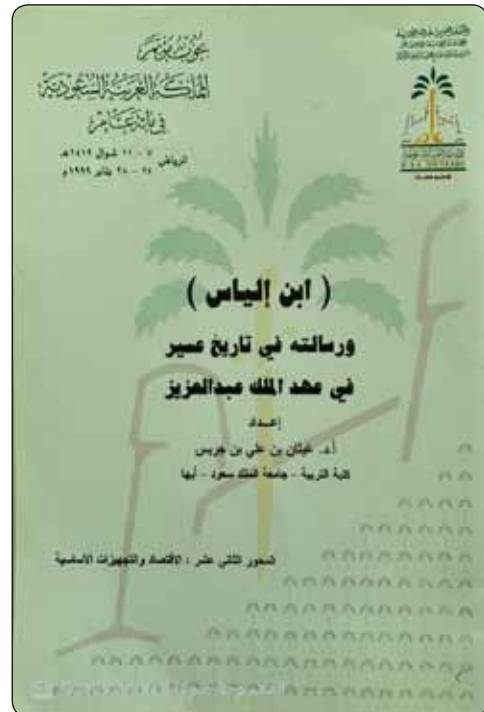 بحوث مؤتمر
المملكة العربية السعودية
في مائة عام
الرياض ٧ - ١١ شوال ١٤١٩هـ
٢٤ - ٢٨ يناير ١٩٩٩م
( ابن إلياس )
ورسالته في تاريخ عسير
في عهد الملك عبدالعزيز
إعداد
أ.د. غيثان بن علي بن جريس
كلية التربية - جامعة الملك سعود - أبها
المحور الثاني عشر : الاقتصاد والتجهيزات الأساسية